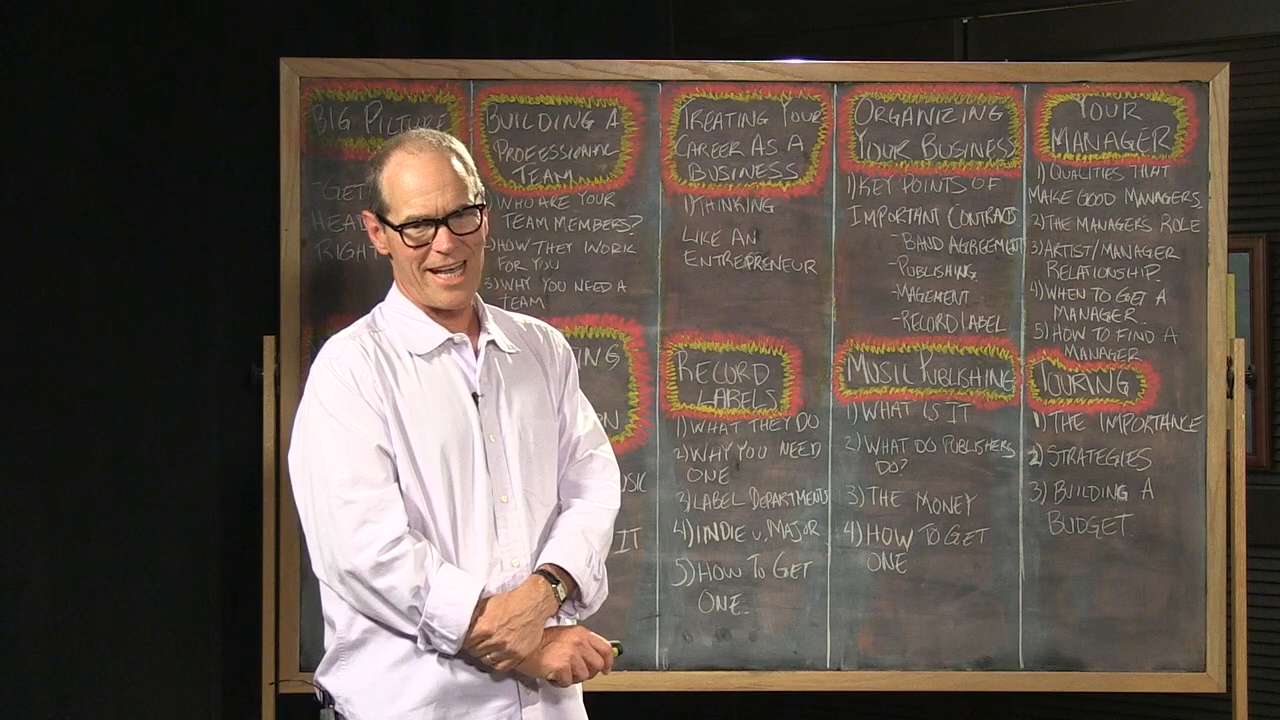 BIG PICTURE
-GET
HEAD
RIGHT
BUILDING A
PROFESSIONAL
TEAM
1) WHO ARE YOUR
TEAM MEMBERS?
2) HOW THEY WORK
FOR YOU
3) WHY YOU NEED A
TEAM
TREATING YOUR
CAREER AS A
BUSINESS
1) THINKING
LIKE AN
ENTREPRENEUR
ORGANIZING
YOUR BUSINESS
1) KEY POINTS OF
IMPORTANT CONTRACTS
-BAND AGREEMENT
-PUBLISHING
-MAGEMENT
-RECORD LABEL
YOUR
MANAGER
1) QUALITIES THAT
MAKE GOOD MANAGERS
2) THE MANAGER'S ROLE
3) ARTIST/MANAGER
RELATIONSHIP.
4) WHEN TO GET A
MANAGER.
5) HOW TO FIND A
MANAGER
IT
RECORD
LABELS
1) WHAT THEY DO
2) WHY YOU NEED
ONE
3) LABEL DEPARTMENTS
4) INDIE v. MAJOR
5) HOW TO GET
ONE.
MUSIC PUBLISHING
1) WHAT IS IT
2) WHAT DO PUBLISHERS
DO?
3) THE MONEY
4) HOW TO GET
ONE
TOURING
1) THE IMPORTANCE
2) STRATEGIES
3) BUILDING A
BUDGET.